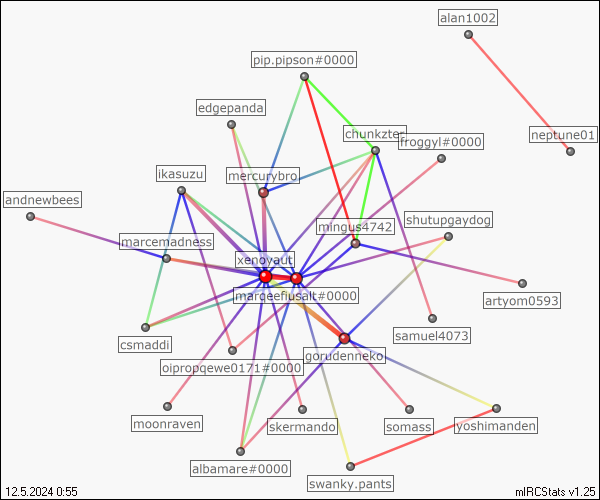 alan1002
pip.pipson#0000
edgepanda
chunkzter
neptune01
froggyl#0000
ikasuzu
mercurybro
andnewbees
shutupgaydog
mingus4742
marcemadness
xenoyaut
marqeefusalt#0000
artyom0593
samuel4073
csmaddi
gorudenneko
oipropqewe0171#0000
moonraven
skermando
somass
yoshimanden
albamare#0000
swanky.pants
12.5.2024 0:55
mIRCStats v1.25